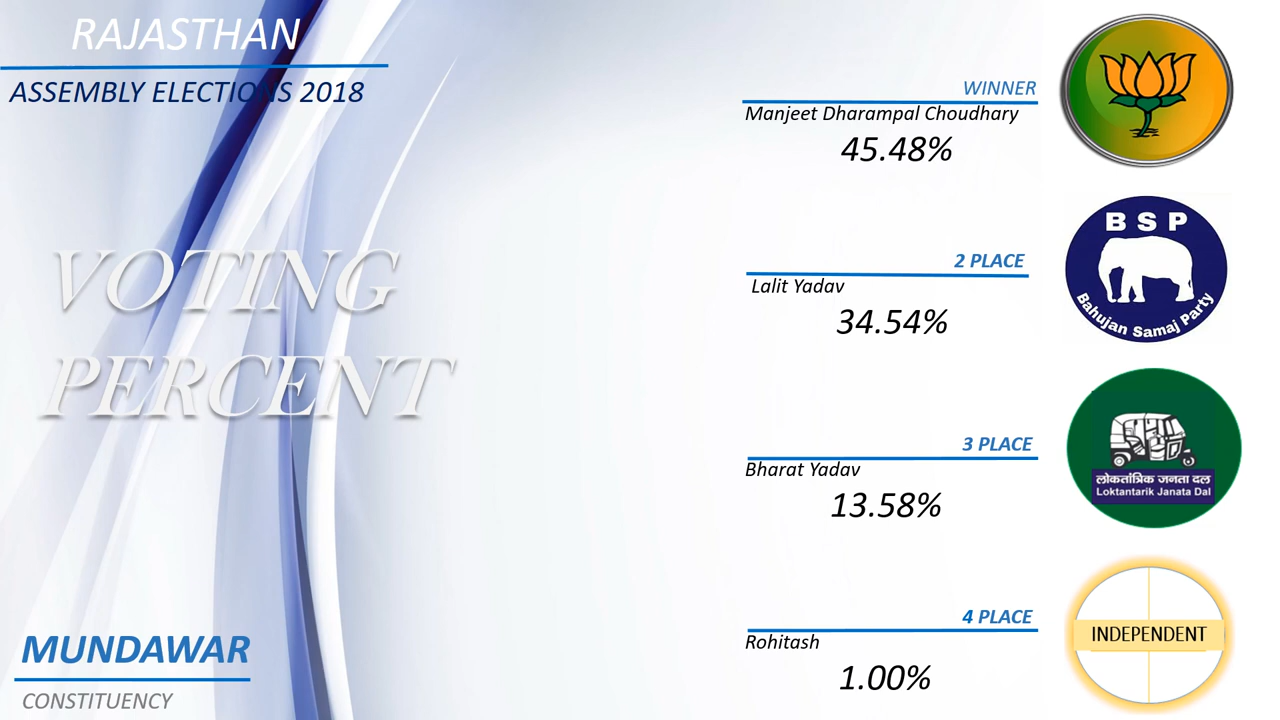 RAJASTHAN
ASSEMBLY ELECTIONS 2018
VOTING
PERCENT
MUNDAWAR
CONSTITUENCY
WINNER
Manjeet Dharampal Choudhary
45.48%
2 PLACE
Lalit Yadav
34.54%
BSP
Bahujan Samaj Party
3 PLACE
Bharat Yadav
13.58%
लोकतांत्रिक जनता दल
Loktantarik Janata Dal
4 PLACE
Rohitash
1.00%
INDEPENDENT